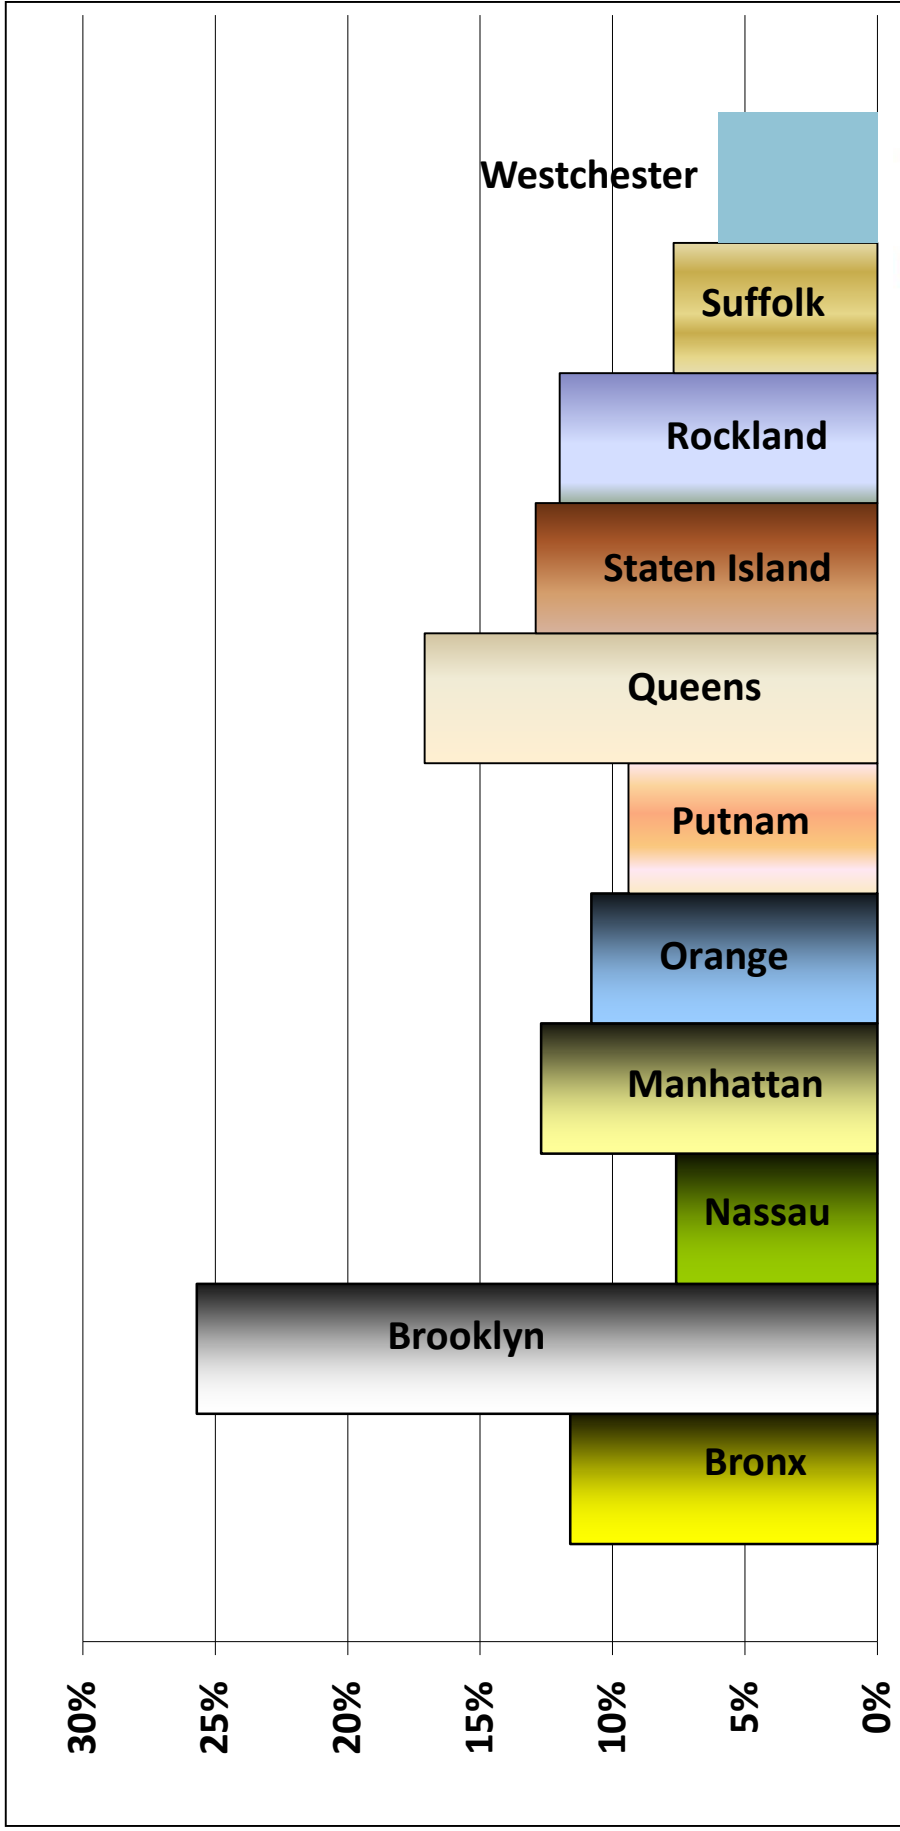 Westchester
Suffolk
Rockland
Staten Island
Queens
Putnam
Orange
Manhattan
Nassau
Brooklyn
Bronx
30%
25%
20%
15%
10%
5%
0%